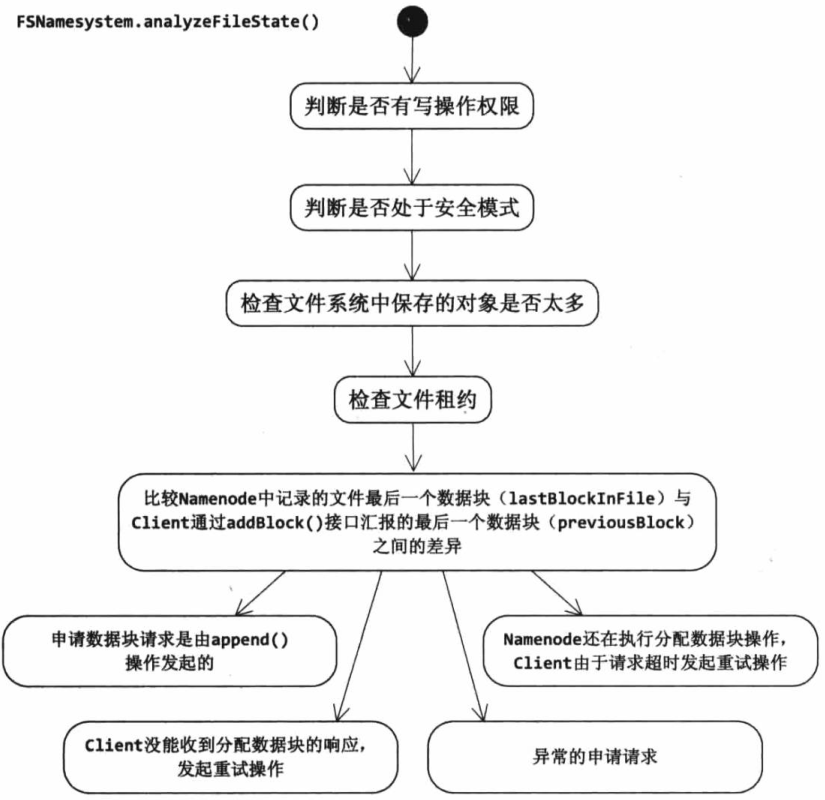 FSNamesystem.analyzeFileState()
判断是否有写操作权限
判断是否处于安全模式
检查文件系统中保存的对象是否太多
检查文件租约
比较Namenode中记录的文件最后一个数据块（lastBlockInFile）与
Client通过addBlock()接口汇报的最后一个数据块（previousBlock）
之间的差异
申请数据块请求是由append()
操作发起的
Namenode还在执行分配数据块操作，
Client由于请求超时发起重试操作
Client没能收到分配数据块的响应，
发起重试操作
异常的申请请求